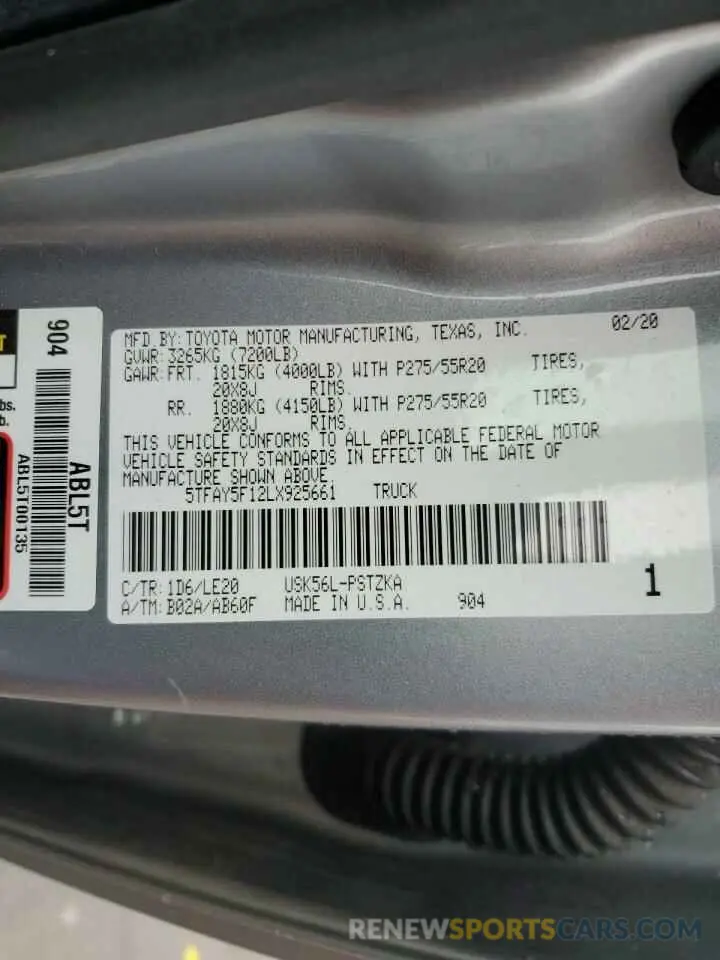 MFD.BY:TOYOTA MOTOR MANUFACTURING, TEXAS, INC. 02/20
GVWR:3265KG (7200LB)
GAWR:FRT. 1815KG (4000LB) WITH P275/55R20 TIRES,
20X8J RIMS.
RR. 1880KG (4150LB) WITH P275/55R20 TIRES,
20X8J RIMS.
THIS VEHICLE CONFORMS TO ALL APPLICABLE FEDERAL MOTOR
VEHICLE SAFETY STANDARDS IN EFFECT ON THE DATE OF
MANUFACTURE SHOWN ABOVE.
5TFAY5F12LX925661 TRUCK
C/TR:1D6/LE20 USK56L-PSTZKA 1
A/TM:B02A/AB60F MADE IN U.S.A. 904
904
ABL5T
ABL5T00135
T
bs.
b.
RENEWSPORTSCARS.COM